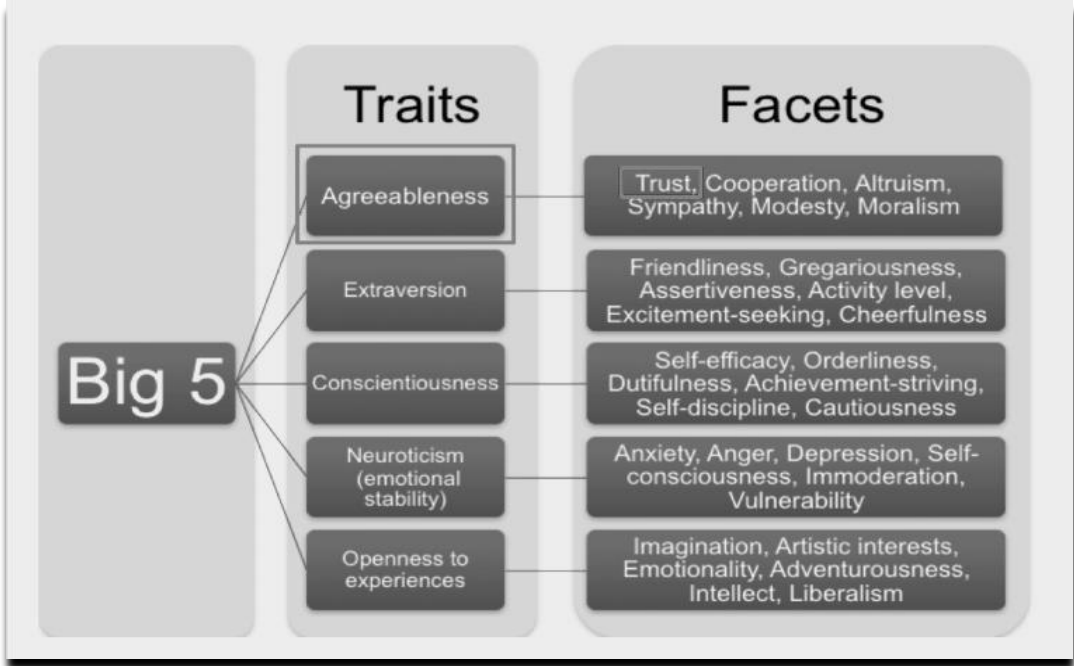 Traits
Facets
Big 5
Agreeableness
Trust, Cooperation, Altruism,
Sympathy, Modesty, Moralism
Extraversion
Friendliness, Gregariousness,
Assertiveness, Activity level,
Excitement-seeking, Cheerfulness
Conscientiousness
Self-efficacy, Orderliness,
Dutifulness, Achievement-striving,
Self-discipline, Cautiousness
Neuroticism
(emotional
stability)
Anxiety, Anger, Depression, Self-
consciousness, Immoderation,
Vulnerability
Openness to
experiences
Imagination, Artistic interests,
Emotionality, Adventurousness,
Intellect, Liberalism